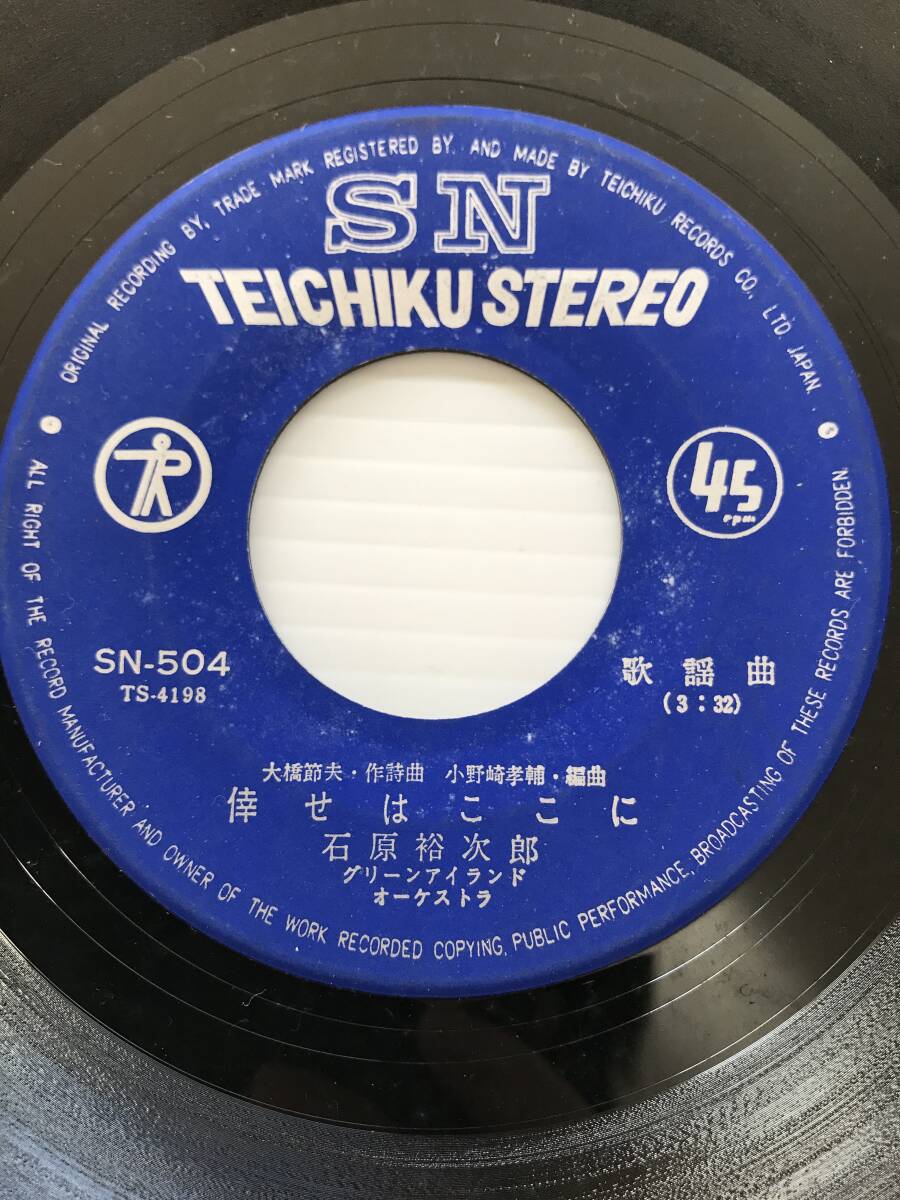 ORIGINAL RECORDING BY, TRADE MARK REGISTERED BY. AND MADE BY TEICHIKU RECORDS CO., LTD. JAPAN.
SN
TEICHIKU STEREO
45
rpm
SN-504
TS-4198
歌謡曲
(3:32)
大橋節夫・作詩曲 小野崎孝輔・編曲
倖せはここに
石原裕次郎
グリーンアイランド
オーケストラ
ALL RIGHT OF THE RECORD MANUFACTURER AND OWNER OF THE WORK RECORDED COPYING, PUBLIC PERFORMANCE, BROADCASTING OF THESE RECORDS ARE FORBIDDEN.